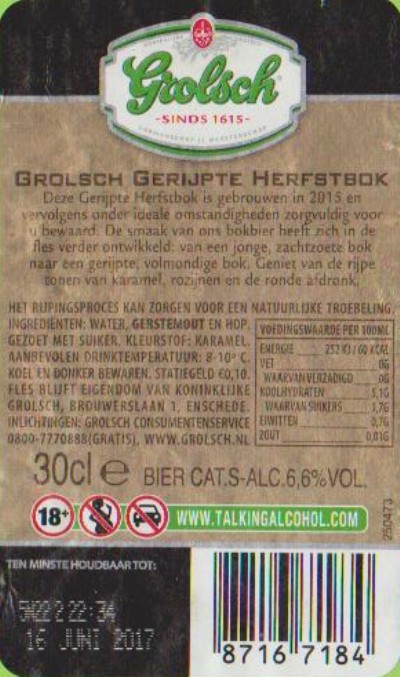 Grolsch
-SINDS 1615-
GROLSCH GERIJPTE HERFSTBOK
Deze Gerijpte Herfstbok is gebrouwen in 2015 en
vervolgens onder ideale omstandigheden zorgvuldig voor
u bewaard. De smaak van ons bokbier heeft zich in de
fles verder ontwikkeld: van een jonge, zachtzoete bok
naar een gerijpte, volmondige bok. Geniet van de rijpe
tonen van karamel, rozijnen en de ronde afdronk.
HET RIJPINGSPROCES KAN ZORGEN VOOR EEN NATUURLIJKE TROEBELING
INGREDIËNTEN: WATER, GERSTEMOUT EN HOP.
GEZOET MET SUIKER. KLEURSTOF: KARAMEL.
AANBEVOLEN DRINKTEMPERATUUR: 8-10° C.
KOEL EN DONKER BEWAREN. STATIEGELD €0,10.
FLES BLIJFT EIGENDOM VAN KONINKLIJKE
GROLSCH, BROUWERSLAAN 1, ENSCHEDE.
INLICHTINGEN: GROLSCH CONSUMENTENSERVICE
0800-7770888(GRATIS), WWW.GROLSCH.NL
VOEDINGSWAARDE PER 100ML
ENERGIE 252 KJ/60 KCAL
VET 0G
WAARVAN VERZADIGD 0G
KOOLHYDRATEN 5,1G
WAARVAN SUIKERS 1,7G
EIWITTEN 0,7G
ZOUT 0,01G
30cl e BIER CAT.S-ALC.6,6%VOL.
18+ WWW.TALKINGALCOHOL.COM
250473
TEN MINSTE HOUDBAAR TOT:
22:34
16 JUNI 2017
8716 7184